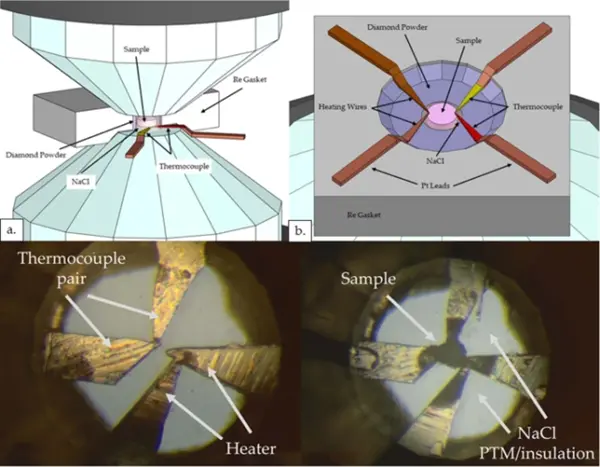 Sample
Re Gasket
Diamond Powder
NaCl
Thermocouple
a.
Diamond Powder
Sample
Heating Wires
Thermocouple
NaCl
Pt Leads
Re Gasket
b.
Thermocouple
pair
Heater
Sample
NaCl
PTM/insulation